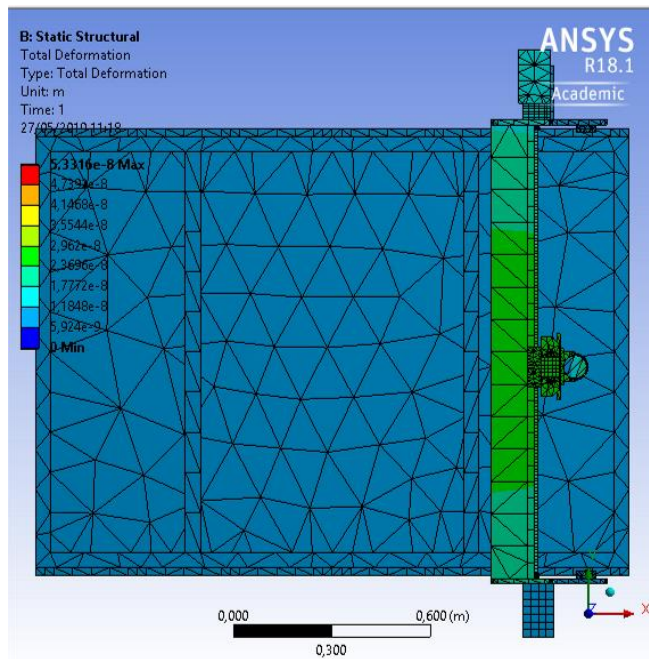 B: Static Structural
Total Deformation
Type: Total Deformation
Unit: m
Time: 1
27/05/2019 11:18
5,3316e-8 Max
4,7392e-8
4,1468e-8
3,5544e-8
2,962e-8
2,3696e-8
1,7772e-8
1,1848e-8
5,924e-9
0 Min
ANSYS
R18.1
Academic
0,000
0,600 (m)
0,300
Y
Z
X